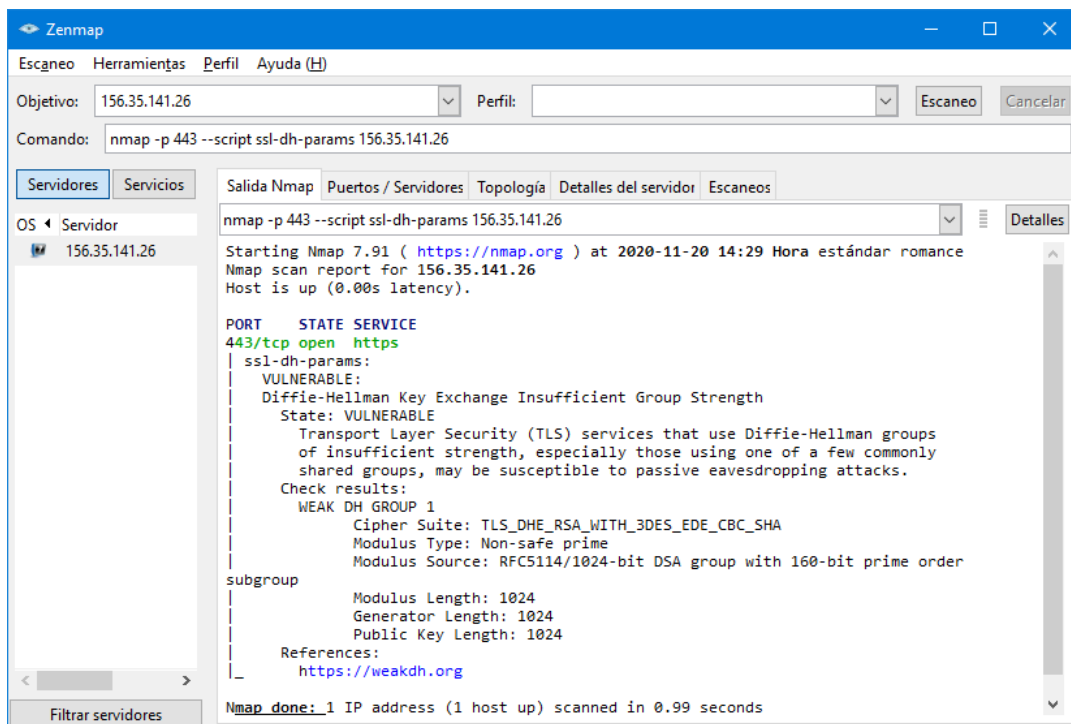 Zenmap
Escaneo Herramientas Perfil Ayuda (H)
Objetivo: 156.35.141.26 Perfil: Escaneo Cancelar
Comando: nmap -p 443 --script ssl-dh-params 156.35.141.26
Servidores Servicios Salida Nmap Puertos / Servidores Topología Detalles del servidor Escaneos
OS Servidor
156.35.141.26
nmap -p 443 --script ssl-dh-params 156.35.141.26 Detalles
Starting Nmap 7.91 ( https://nmap.org ) at 2020-11-20 14:29 Hora estándar romance
Nmap scan report for 156.35.141.26
Host is up (0.00s latency).
PORT STATE SERVICE
443/tcp open https
| ssl-dh-params:
| VULNERABLE:
| Diffie-Hellman Key Exchange Insufficient Group Strength
| State: VULNERABLE
| Transport Layer Security (TLS) services that use Diffie-Hellman groups
| of insufficient strength, especially those using one of a few commonly
| shared groups, may be susceptible to passive eavesdropping attacks.
| Check results:
| WEAK DH GROUP 1
| Cipher Suite: TLS_DHE_RSA_WITH_3DES_EDE_CBC_SHA
| Modulus Type: Non-safe prime
| Modulus Source: RFC5114/1024-bit DSA group with 160-bit prime order
subgroup
| Modulus Length: 1024
| Generator Length: 1024
| Public Key Length: 1024
| References:
|_ https://weakdh.org
Nmap done: 1 IP address (1 host up) scanned in 0.99 seconds
Filtrar servidores